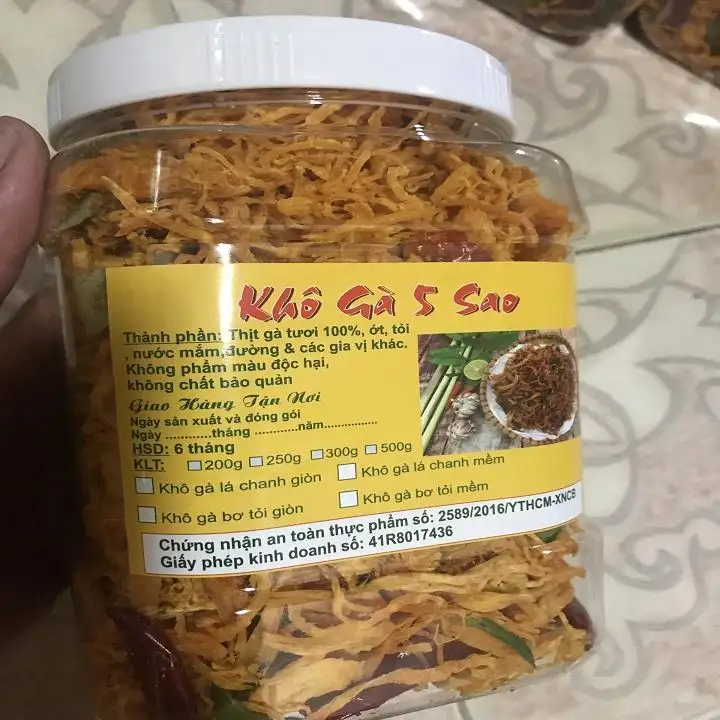 Khô Gà 5 Sao
Thành phần: Thịt gà tươi 100%, ớt, tỏi
, nước mắm,đường & các gia vị khác.
Không phẩm màu độc hại,
không chất bảo quản
Giao Hàng Tận Nơi
Ngày sản xuất và đóng gói
Ngày ............tháng ...........năm...............
HSD: 6 tháng
KLT: 200g 250g 300g 500g
Khô gà lá chanh giòn Khô gà lá chanh mềm
Khô gà bơ tỏi giòn Khô gà bơ tỏi mềm
Chứng nhận an toàn thực phẩm số: 2589/2016/YTHCM-XNCB
Giấy phép kinh doanh số: 41R8017436